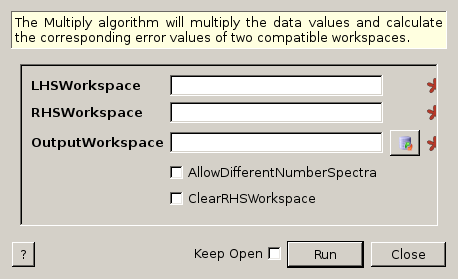 The Multiply algorithm will multiply the data values and calculate
the corresponding error values of two compatible workspaces.
LHSWorkspace
RHSWorkspace
OutputWorkspace
AllowDifferentNumberSpectra
ClearRHSWorkspace
? Keep Open Run Close